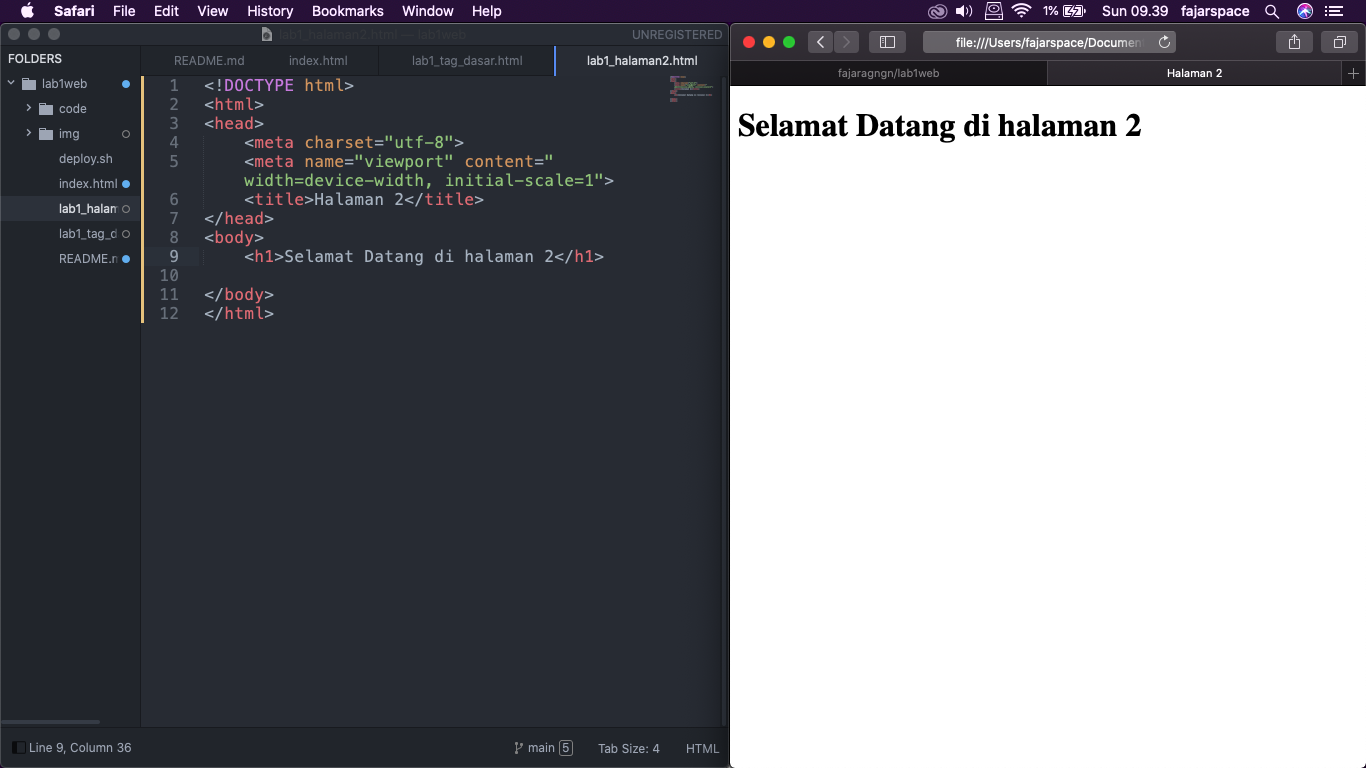 Safari File Edit View History Bookmarks Window Help 1% Sun 09.39 fajarspace
lab1_halaman2.html — lab1web UNREGISTERED
FOLDERS
lab1web
code
img
deploy.sh
index.html
lab1_halar
lab1_tag_d
README.r
README.md index.html lab1_tag_dasar.html lab1_halaman2.html
1 <!DOCTYPE html>
2 <html>
3 <head>
4 <meta charset="utf-8">
5 <meta name="viewport" content="
width=device-width, initial-scale=1">
6 <title>Halaman 2</title>
7 </head>
8 <body>
9 <h1>Selamat Datang di halaman 2</h1>
10
11 </body>
12 </html>
Line 9, Column 36 main 5 Tab Size: 4 HTML
file:///Users/fajarspace/Documen
fajaragngn/lab1web Halaman 2
Selamat Datang di halaman 2